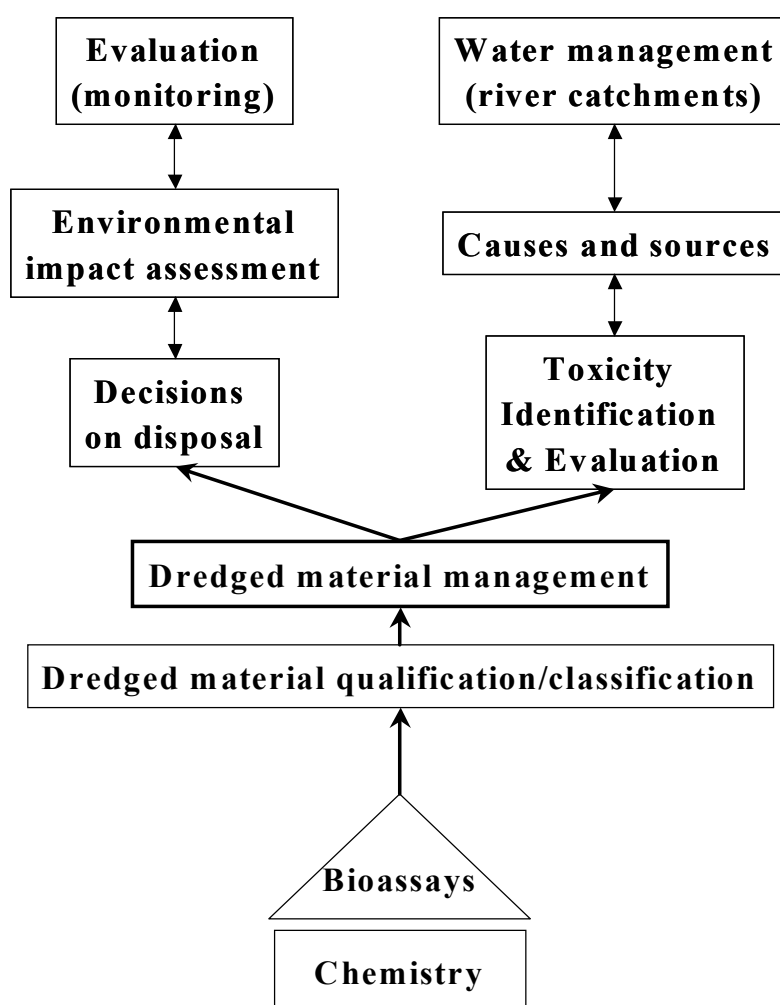 Evaluation
(monitoring)
Water management
(river catchments)
Environmental
impact assessment
Causes and sources
Decisions
on disposal
Toxicity
Identification
& Evaluation
Dredged material management
Dredged material qualification/classification
Bioassays
Chemistry